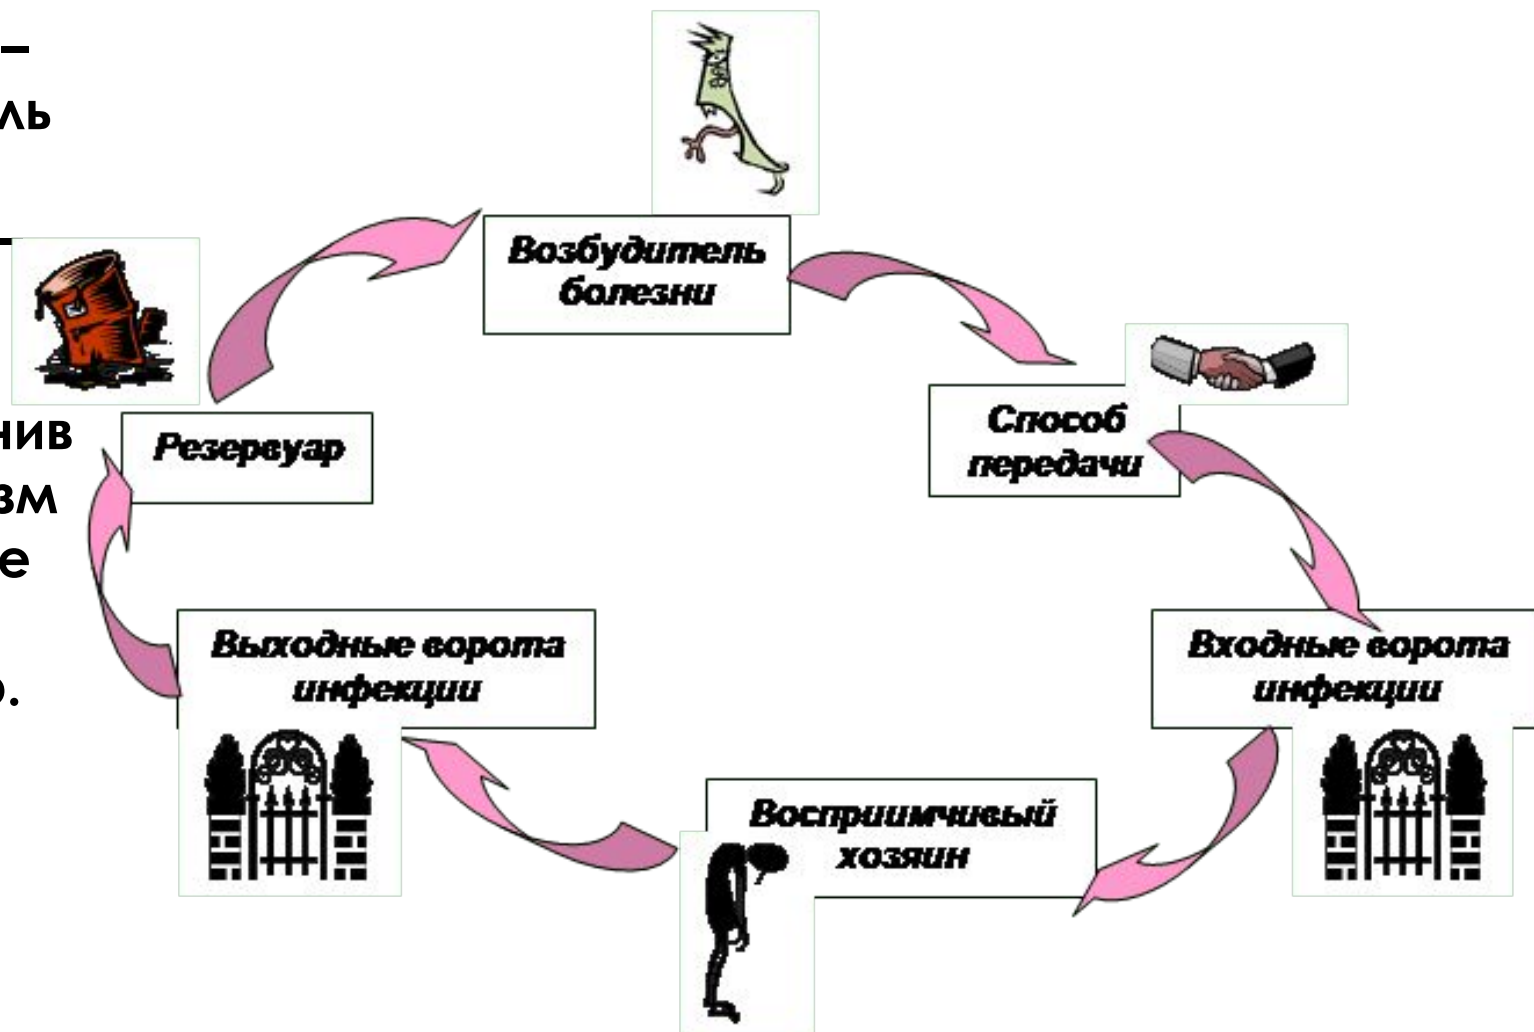 –
ль
–
Возбудитель
болезни
Способ
передачи
Резервуар
нив
зм
е
Выходные ворота
инфекции
Входные ворота
инфекции
Восприимчивый
хозяин